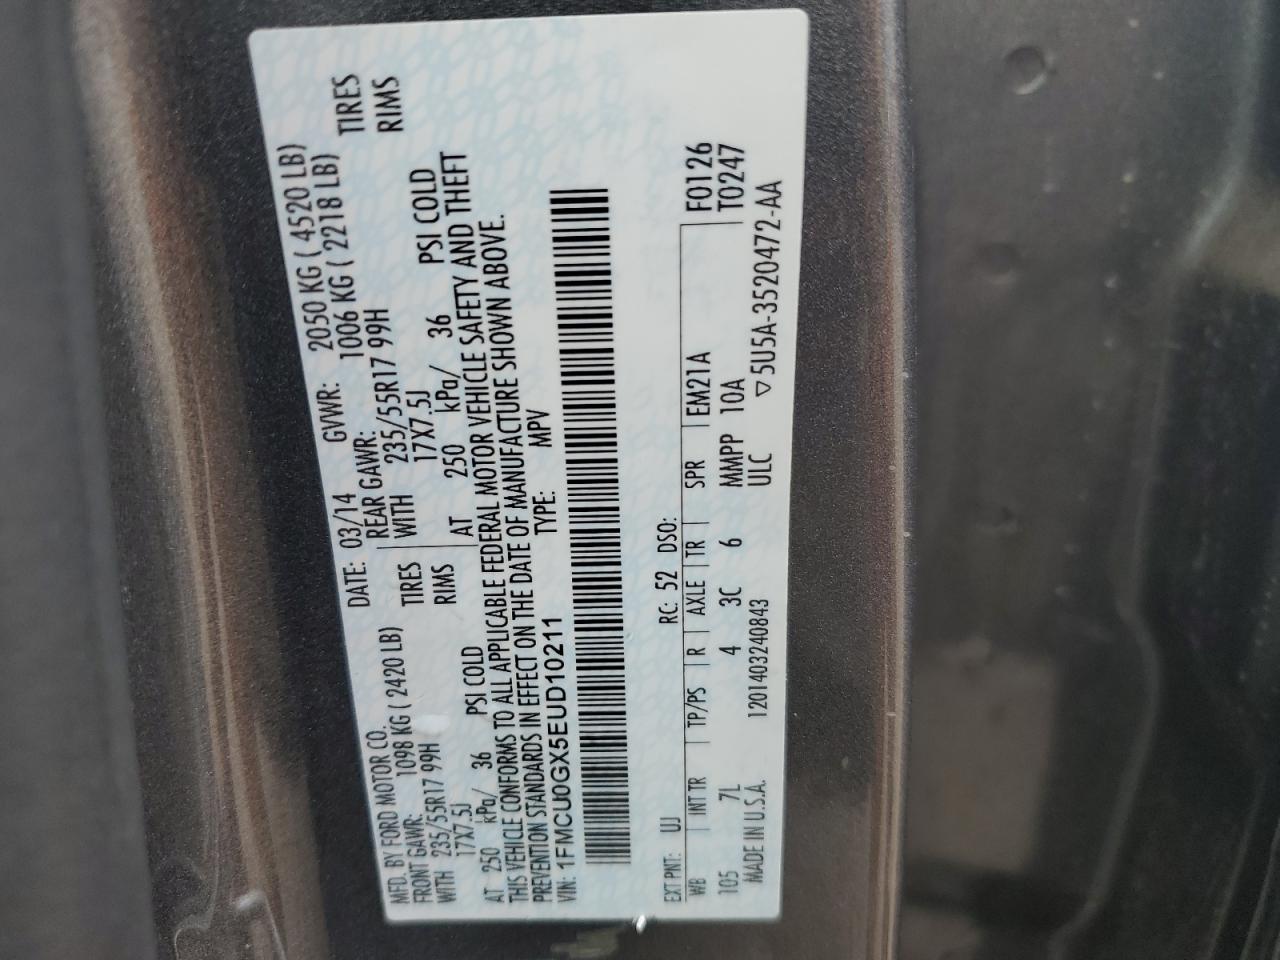 MFD. BY FORD MOTOR CO. DATE: 03/14 GVWR: 2050 KG ( 4520 LB)
FRONT GAWR: 1098 KG ( 2420 LB) REAR GAWR: 1006 KG ( 2218 LB)
WITH 235/55R17 99H TIRES WITH 235/55R17 99H TIRES
17X7.5J RIMS 17X7.5J RIMS
AT 250 kPa/ 36 PSI COLD AT 250 kPa/ 36 PSI COLD
THIS VEHICLE CONFORMS TO ALL APPLICABLE FEDERAL MOTOR VEHICLE SAFETY AND THEFT
PREVENTION STANDARDS IN EFFECT ON THE DATE OF MANUFACTURE SHOWN ABOVE.
VIN: 1FMCU0GX5EUD10211 TYPE: MPV
EXT PNT: UJ RC: 52 DSO: F0126
WB INT TR TP/PS R AXLE TR SPR EM21A T0247
105 7L 4 3C 6 MMPP 10A
MADE IN U.S.A. 1201403240843 ULC ▽5U5A-3520472-AA